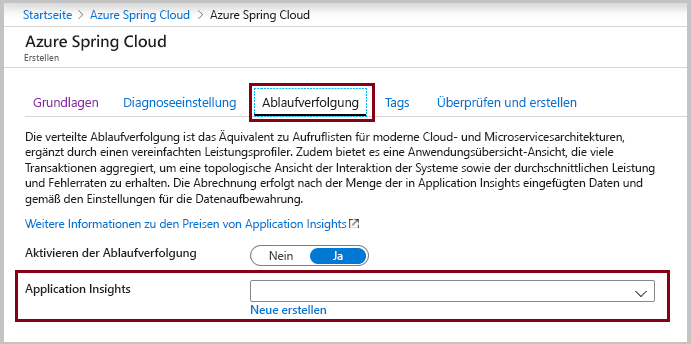 Startseite > Azure Spring Cloud > Azure Spring Cloud
Azure Spring Cloud
Erstellen
Grundlagen Diagnoseeinstellung Ablaufverfolgung Tags Überprüfen und erstellen
Die verteilte Ablaufverfolgung ist das Äquivalent zu Aufruflisten für moderne Cloud- und Microservicesarchitekturen,
ergänzt durch einen vereinfachten Leistungsprofiler. Zudem bietet es eine Anwendungsübersicht-Ansicht, die viele
Transaktionen aggregiert, um eine topologische Ansicht der Interaktion der Systeme sowie der durchschnittlichen Leistung
und Fehlerraten zu erhalten. Die Abrechnung erfolgt nach der Menge der in Application Insights eingefügten Daten und
gemäß den Einstellungen für die Datenaufbewahrung.
Weitere Informationen zu den Preisen von Application Insights
Aktivieren der Ablaufverfolgung Nein Ja
Application Insights
Neue erstellen